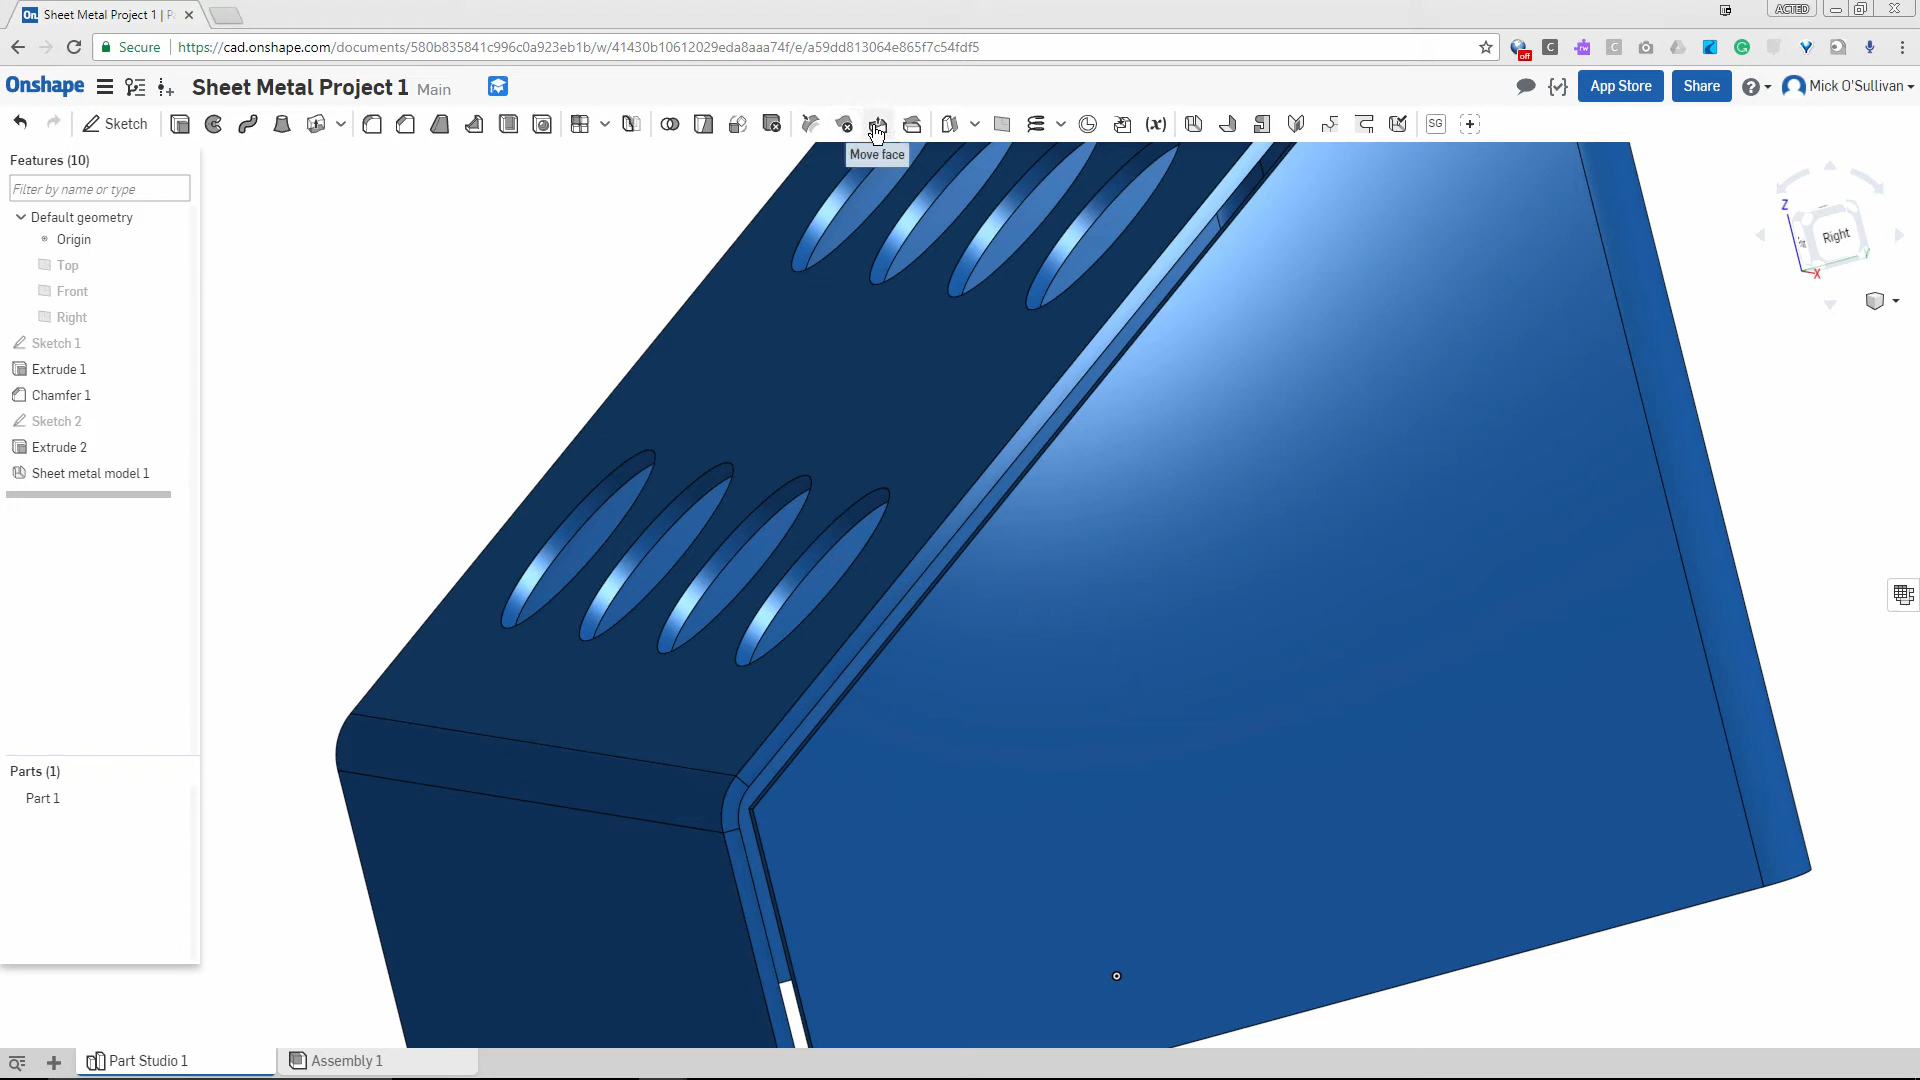 On Sheet Metal Project 1 | P
ACTED
Secure https://cad.onshape.com/documents/580b835841c996c0a923eb1b/w/41430b10612029eda8aaa74f/e/a59dd813064e865f7c54fdf5
off
Onshape Sheet Metal Project 1 Main App Store Share Mick O'Sullivan
Sketch (x) SG
Move face
Features (10)
Filter by name or type
Default geometry
Origin
Top
Front
Right
Sketch 1
Extrude 1
Chamfer 1
Sketch 2
Extrude 2
Sheet metal model 1
Z
Right
X
Parts (1)
Part 1
Part Studio 1
Assembly 1